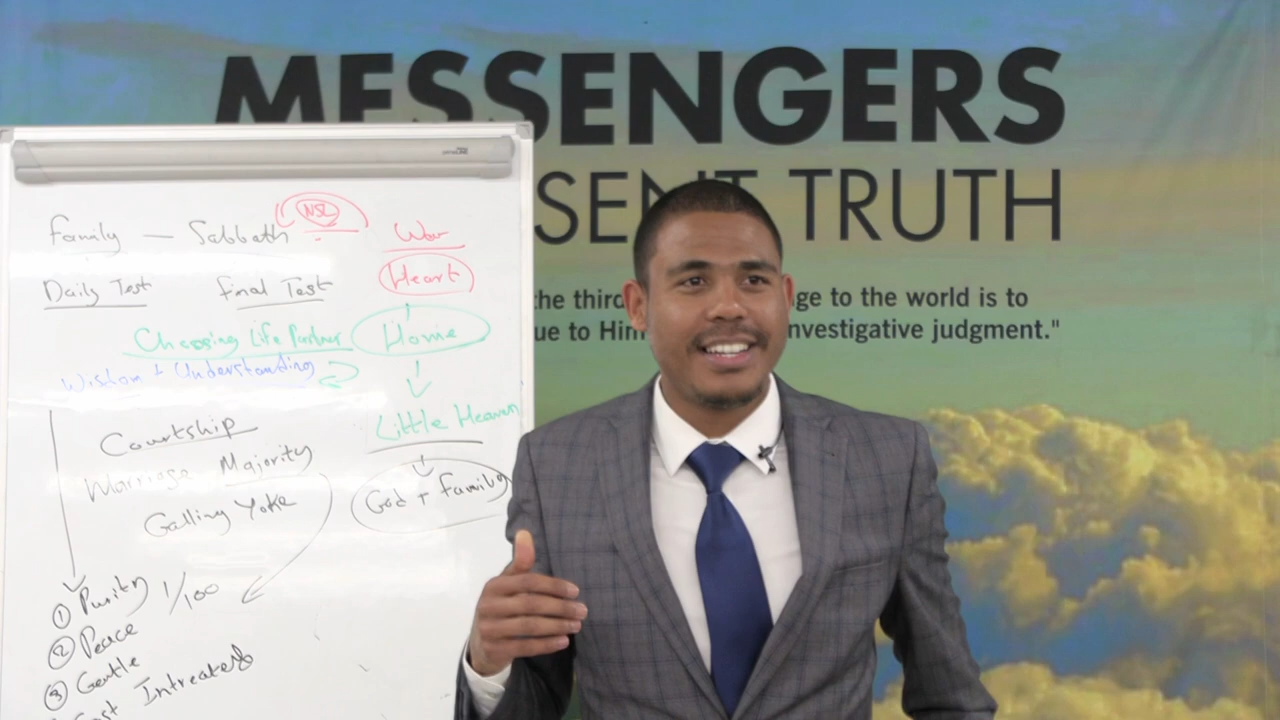 MESSENGERS
SENT TRUTH
the third ge to the world is to
ue to Him nvestigative judgment."
Family — Sabbath NSL
War
Daily Test Final Test Heart
Choosing Life Partner Home
Wisdom & Understanding
Little Heaven
Courtship
Marriage Majority
God + Family
Galling Yoke
① Purity 1/100
② Peace
③ Gentle
Intreated